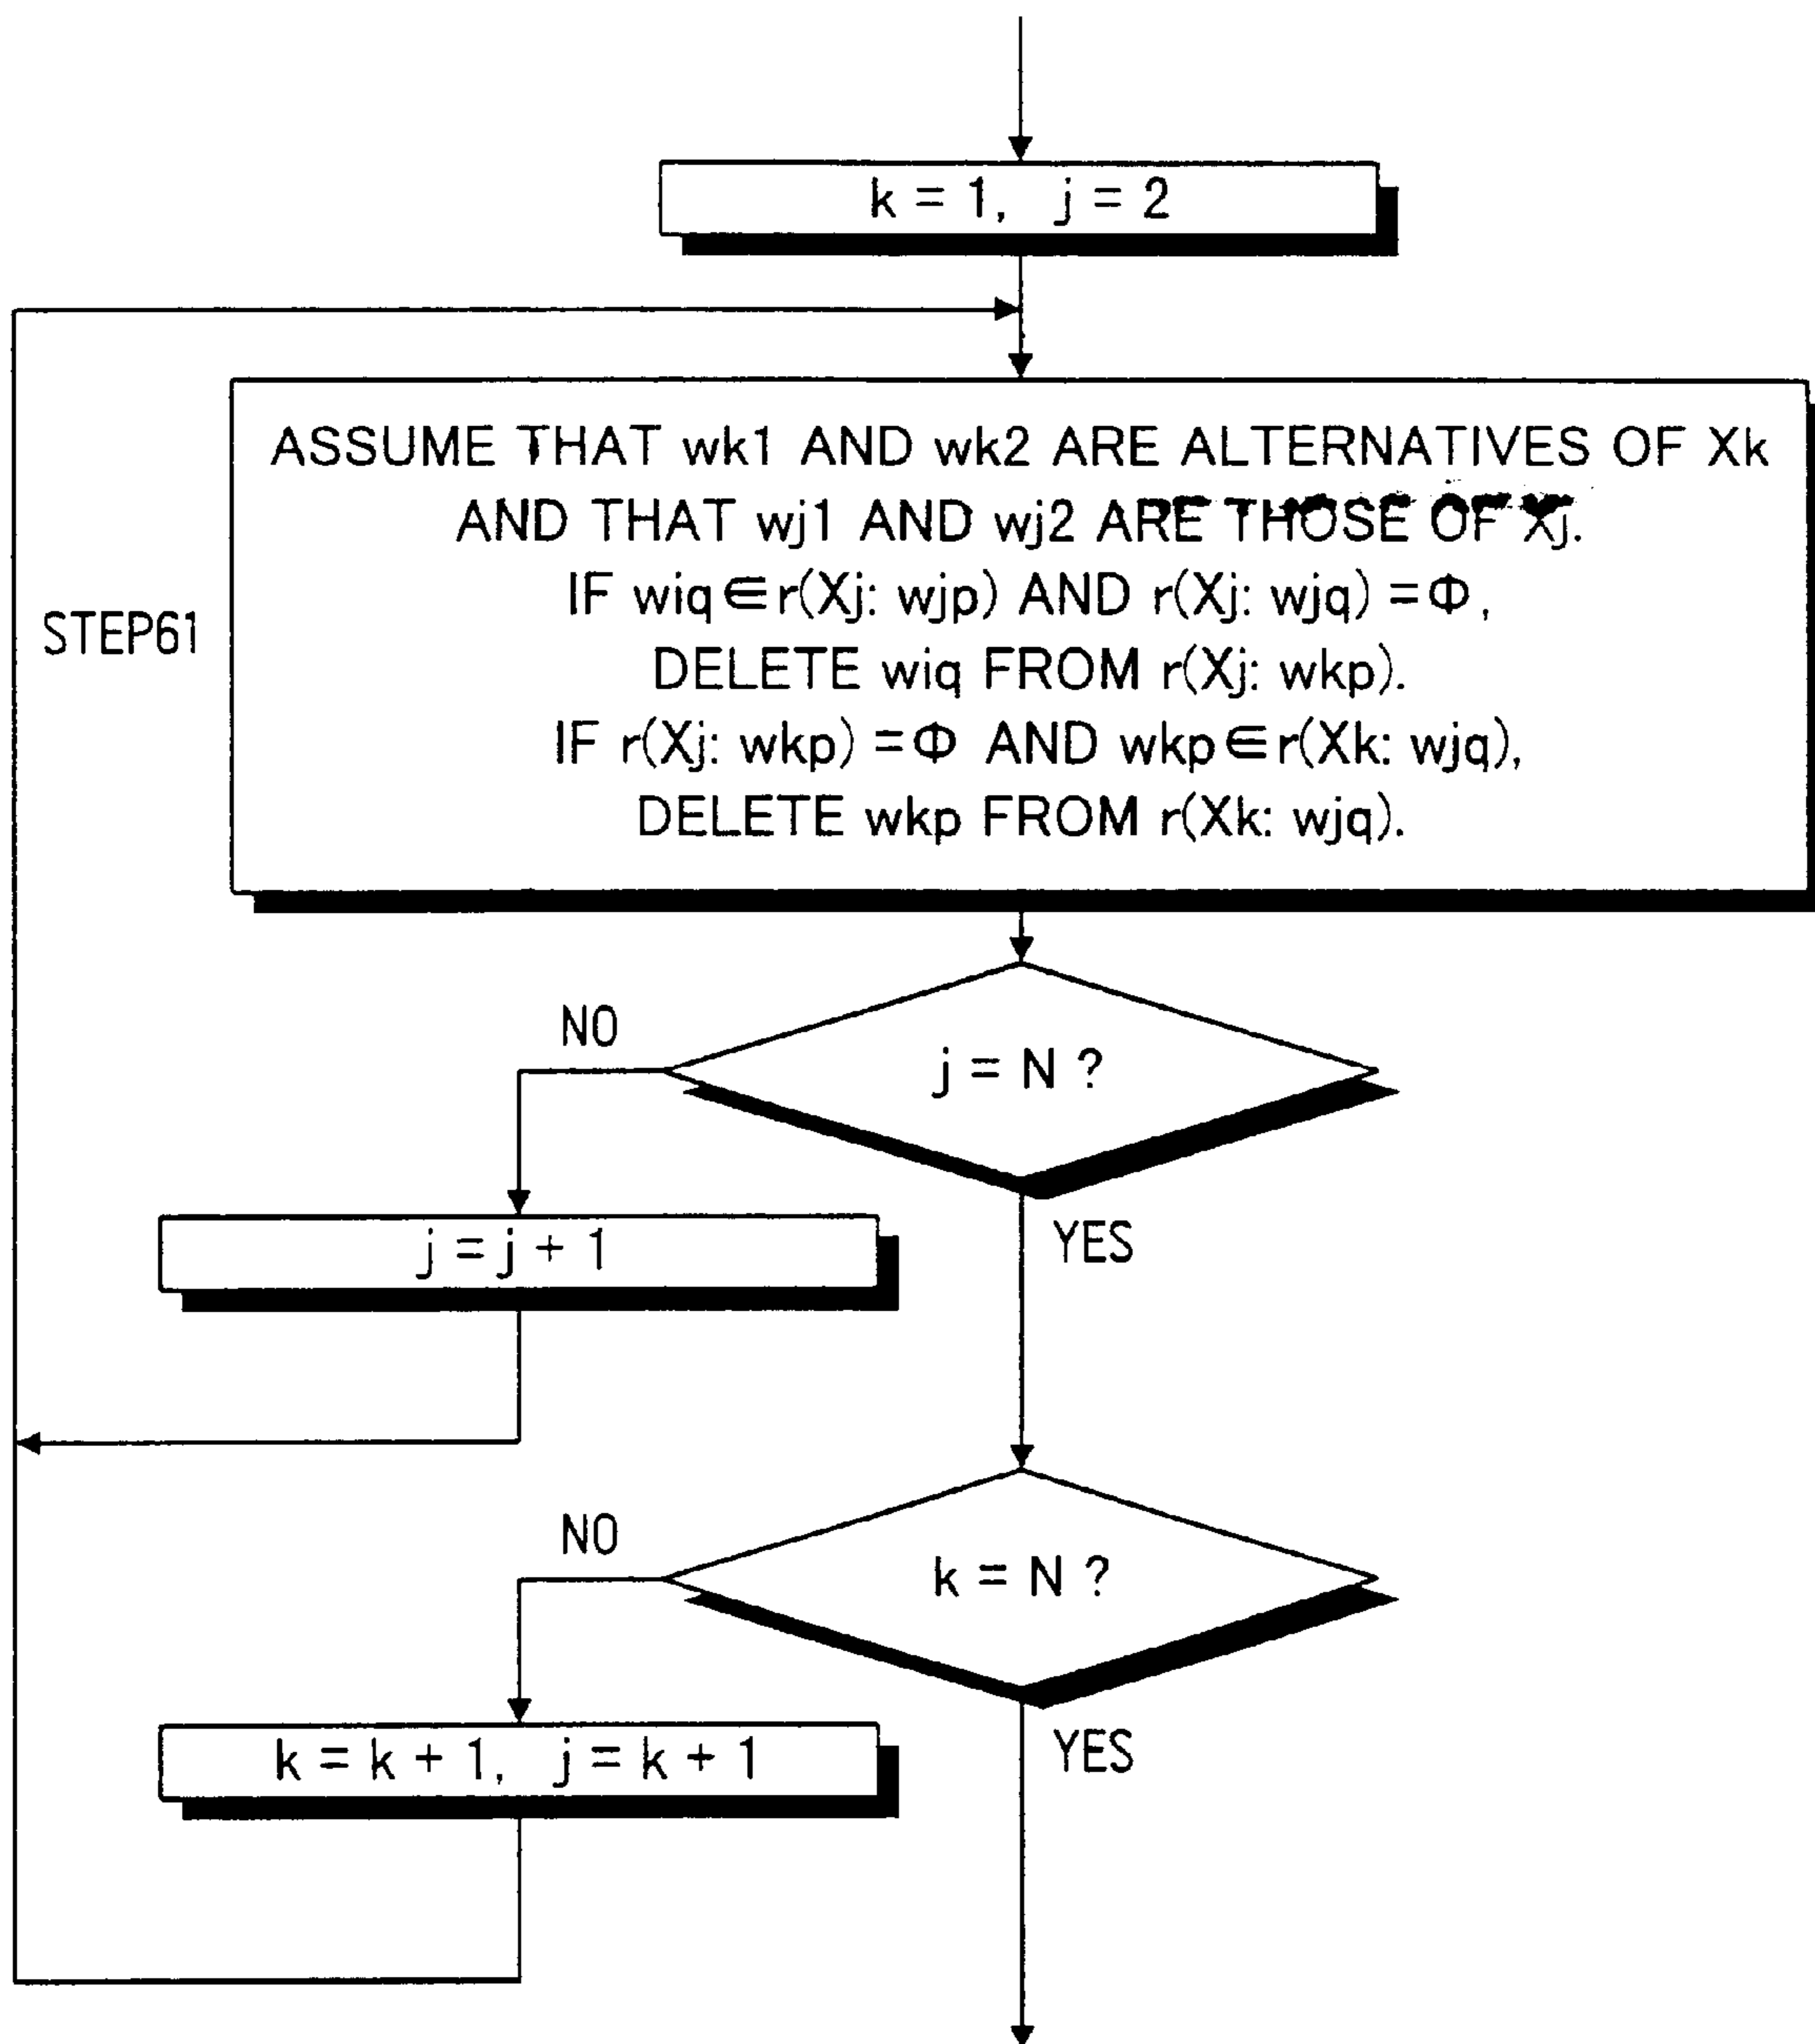 k = 1, j = 2
ASSUME THAT wk1 AND wk2 ARE ALTERNATIVES OF Xk
AND THAT wj1 AND wj2 ARE THOSE OF Xj.
IF wiq∈r(Xj: wjp) AND r(Xj: wjq) =Φ,
STEP61
DELETE wiq FROM r(Xj: wkp).
IF r(Xj: wkp) =Φ AND wkp∈r(Xk: wjq),
DELETE wkp FROM r(Xk: wjq).
NO
j = N ?
j = j + 1
YES
NO
k = N ?
k = k + 1, j = k + 1
YES